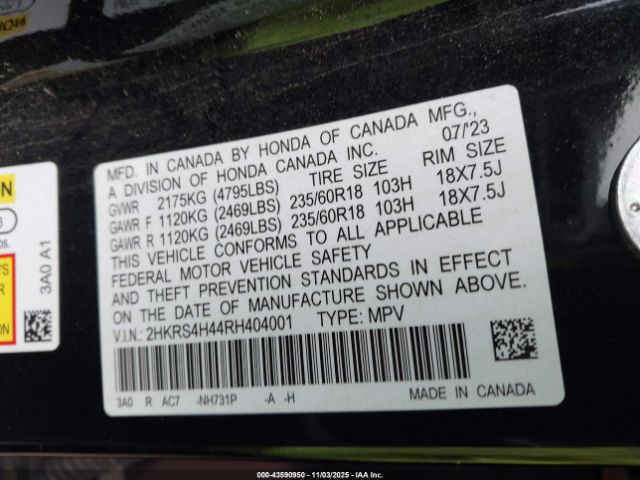 MFD. IN CANADA BY HONDA OF CANADA MFG.,
A DIVISION OF HONDA CANADA INC. 07/'23
GVWR 2175KG (4795LBS) TIRE SIZE RIM SIZE
GAWR F 1120KG (2469LBS) 235/60R18 103H 18X7.5J
GAWR R 1120KG (2469LBS) 235/60R18 103H 18X7.5J
THIS VEHICLE CONFORMS TO ALL APPLICABLE
FEDERAL MOTOR VEHICLE SAFETY
AND THEFT PREVENTION STANDARDS IN EFFECT
ON THE DATE OF MANUFACTURE SHOWN ABOVE.
V.I.N.: 2HKRS4H44RH404001 TYPE: MPV
3A0 R AC7 -NH731P -A -H MADE IN CANADA
3A0 A1
000-43590950 - 11/03/2025 - IAA Inc.